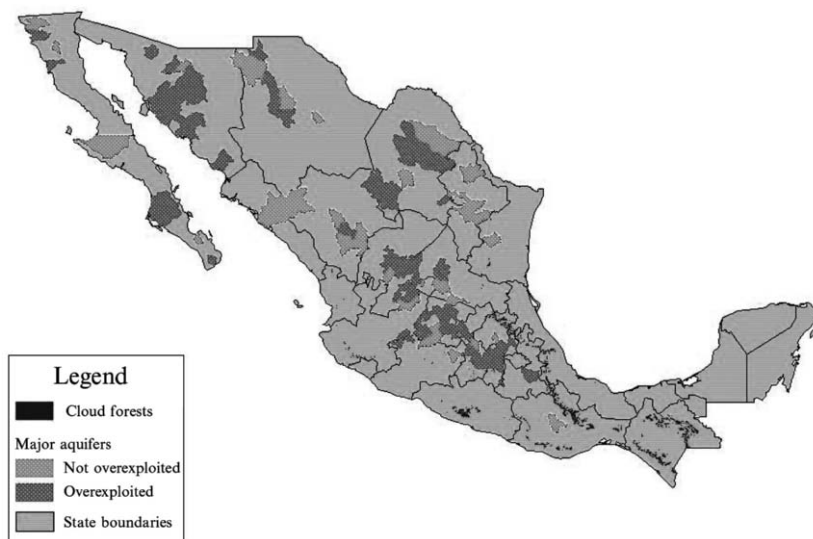 Legend
Cloud forests
Major aquifers
Not overexploited
Overexploited
State boundaries